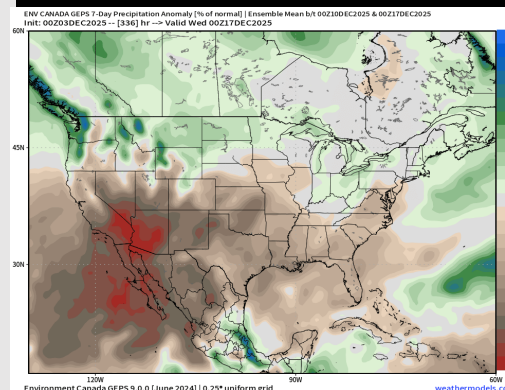 ENV CANADA GEPS 7-Day Precipitation Anomaly [% of normal] | Ensemble Mean b/t 00Z10DEC2025 & 00Z17DEC2025
Init: 00Z03DEC2025 -- [336] hr --> Valid Wed 00Z17DEC2025
60N
45N
30N
120W
90W
60W
Environment Canada GEPS 9.0.0 [June 2024] | 0.25° uniform grid
weathermodels.co